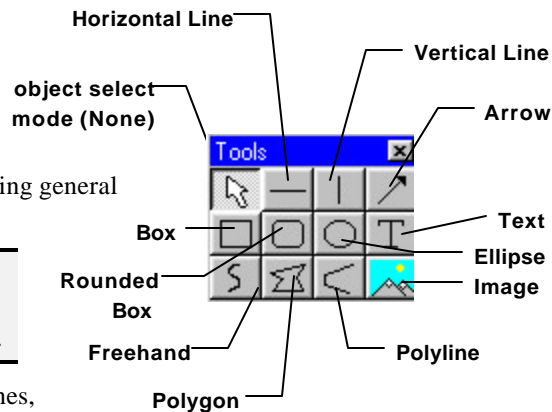 Horizontal Line
Vertical Line
object select
mode (None)
Arrow
Tools
ing general
Box
Text
Ellipse
Rounded
Box
Image
Freehand
Polyline
nes,
Polygon